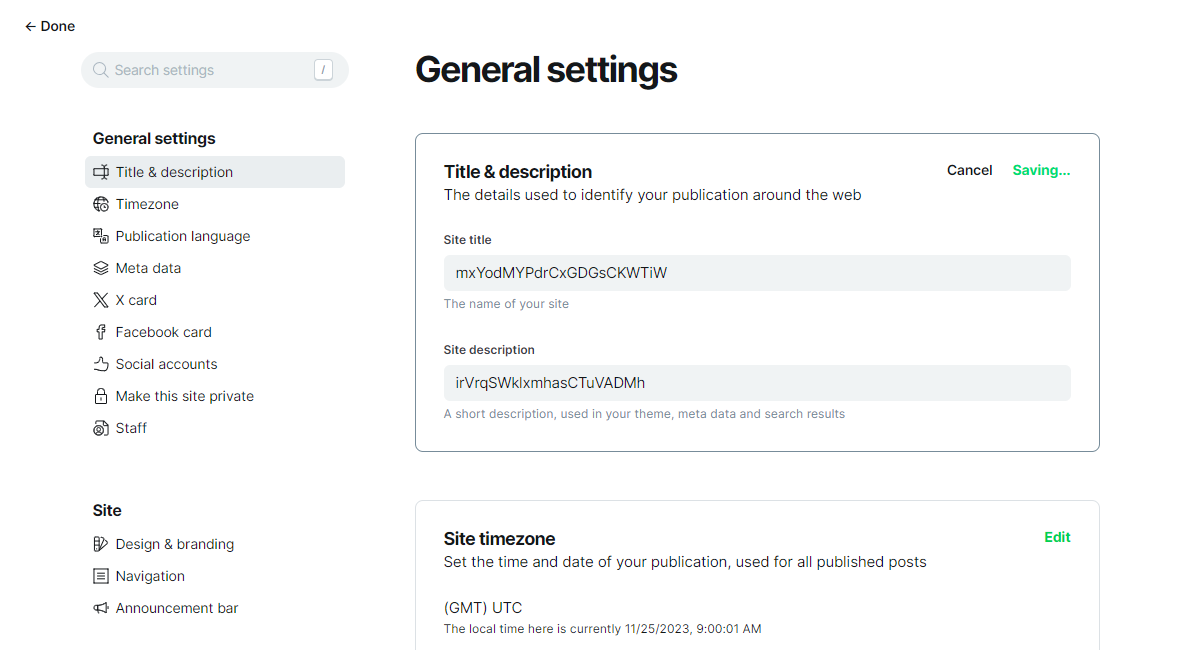 ← Done
Search settings /
General settings
Title & description
Timezone
Publication language
Meta data
X card
Facebook card
Social accounts
Make this site private
Staff
Site
Design & branding
Navigation
Announcement bar
General settings
Title & description
Cancel Saving...
The details used to identify your publication around the web
Site title
mxYodMYPdrCxGDGsCKWTiW
The name of your site
Site description
irVrqSWklxmhasCTuVADMh
A short description, used in your theme, meta data and search results
Site timezone
Edit
Set the time and date of your publication, used for all published posts
(GMT) UTC
The local time here is currently 11/25/2023, 9:00:01 AM